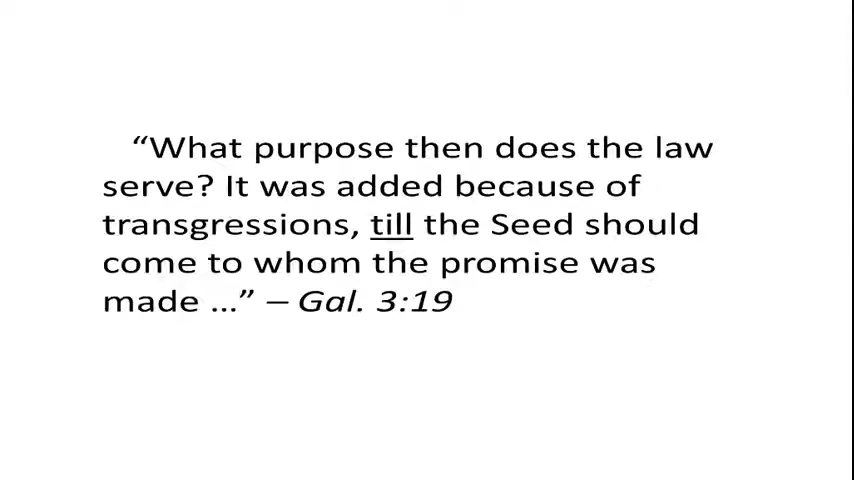 “What purpose then does the law
serve? It was added because of
transgressions, till the Seed should
come to whom the promise was
made ...” – Gal. 3:19